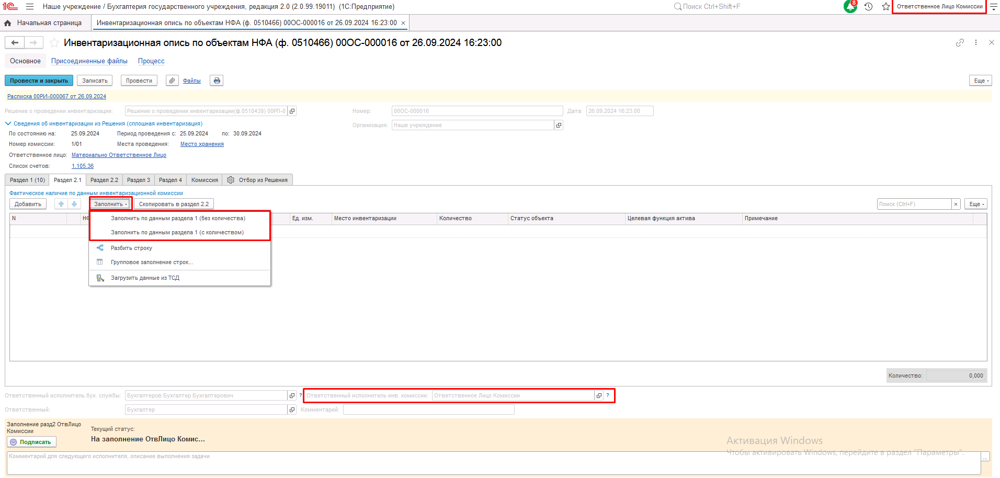 1С Наше учреждение / Бухгалтерия государственного учреждения, редакция 2.0 (2.0.99.19011) (1С:Предприятие) Поиск Ctrl+Shift+F 8 Ответственное Лицо Комиссии
Начальная страница Инвентаризационная опись по объектам НФА (ф. 0510466) 00ОС-000016 от 26.09.2024 16:23:00 ×
Инвентаризационная опись по объектам НФА (ф. 0510466) 00ОС-000016 от 26.09.2024 16:23:00
Основное Присоединенные файлы Процесс
Провести и закрыть Записать Провести Файлы Еще
Расписка 00РИ-000067 от 26.09.2024
Решение о проведении инвентаризации: Решение о проведении инвентаризации(ф.0510439) 00РП-0 Номер: 00ОС-000016 Дата: 26.09.2024 16:23:00
Сведения об инвентаризации из Решения (сплошная инвентаризация) Организация: Наше учреждение
По состоянию на: 25.09.2024 Период проведения с: 25.09.2024 по: 30.09.2024
Номер комиссии: 1/01 Места проведения: Место хранения
Ответственное лицо: Материально Ответственное Лицо
Список счетов: 1.105.36
Раздел 1 (10) Раздел 2.1 Раздел 2.2 Раздел 3 Раздел 4 Комиссия Отбор из Решения
Фактическое наличие по данным инвентаризационной комиссии
Добавить Заполнить Скопировать в раздел 2.2 Поиск (Ctrl+F) × Еще
N НФ Ед. изм. Место инвентаризации Количество Статус объекта Целевая функция актива Примечание
Заполнить по данным раздела 1 (без количества)
Заполнить по данным раздела 1 (с количеством)
Разбить строку
Групповое заполнение строк...
Загрузить данные из ТСД
Количество: 0,000
Ответственный исполнитель бух. службы: Бухгалтеров Бухгалтер Бухгалтерович ? Ответственный исполнитель инв. комиссии: Ответственное Лицо Комиссии ?
Ответственный: Бухгалтер Комментарий:
Заполнение разд2 ОтвЛицо
Комиссии
Текущий статус:
На заполнение ОтвЛицо Комис...
Подписать
Активация Windows
Чтобы активировать Windows, перейдите в раздел "Параметры".
Комментарий для следующего исполнителя, описание выполнения задачи ...